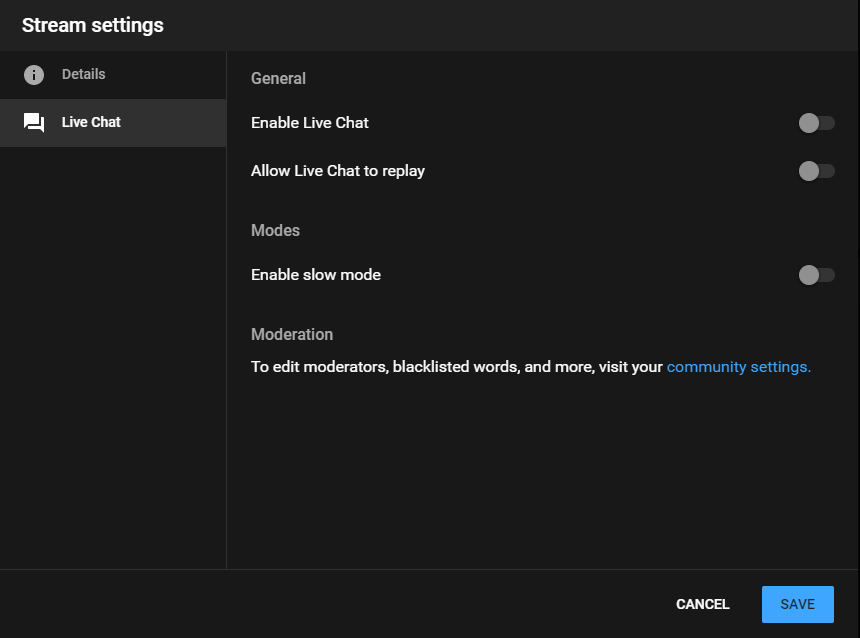 Stream settings
Details
Live Chat
General
Enable Live Chat
Allow Live Chat to replay
Modes
Enable slow mode
Moderation
To edit moderators, blacklisted words, and more, visit your community settings.
CANCEL
SAVE